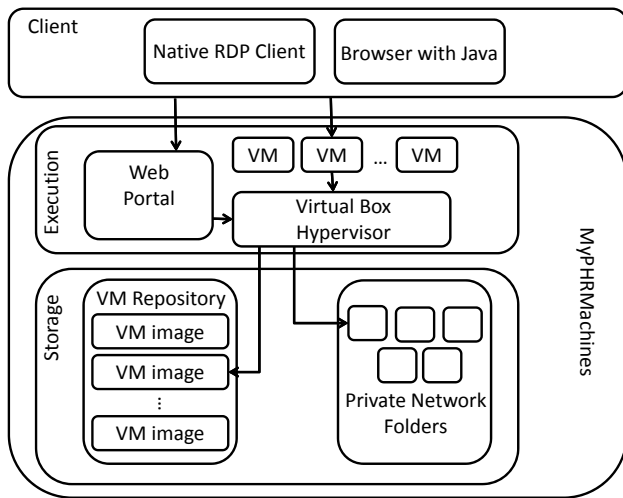 Client
Native RDP Client
Browser with Java
Execution
Web
Portal
VM
VM
...
VM
Virtual Box
Hypervisor
MyPHRMachines
Storage
VM Repository
VM image
VM image
...
VM image
Private Network
Folders